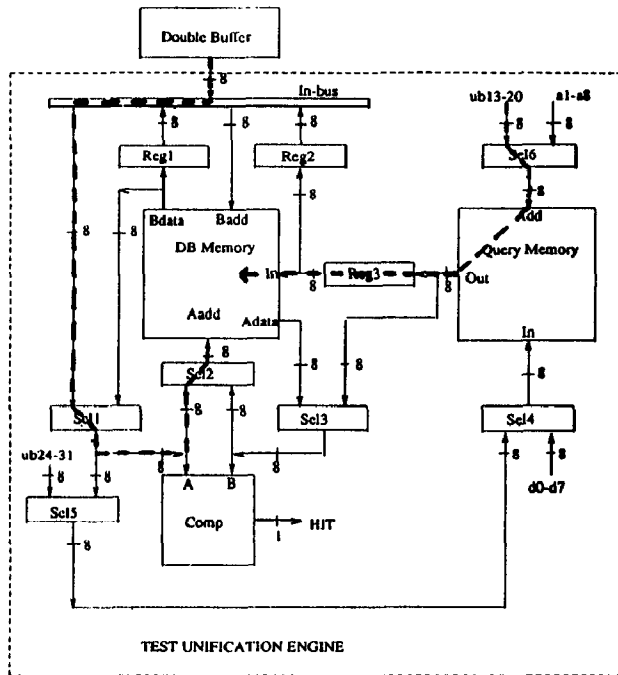 Double Buffer
8
In-bus
ub13-20
a1-a8
8
8
8
8
8
Reg1
Reg2
Sel6
8
8
8
8
Bdata
Badd
Add
DB Memory
Query Memory
In
Reg3
Out
8
8
Aadd
Adata
In
8
8
8
8
Sel2
8
8
Sel1
Sel3
Sel4
ub24-31
8
8
8
8
8
8
d0-d7
A
B
Sel5
Comp
HIT
1
8
TEST UNIFICATION ENGINE